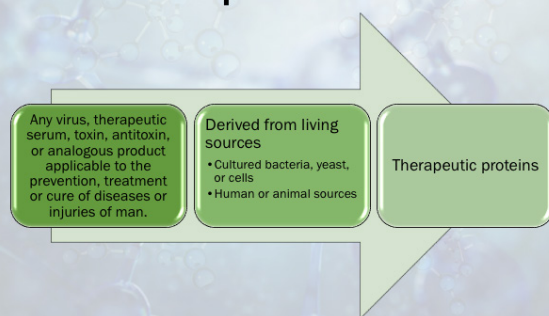 Any virus, therapeutic
serum, toxin, antitoxin,
or analogous product
applicable to the
prevention, treatment
or cure of diseases or
injuries of man.
Derived from living
sources
•Cultured bacteria, yeast,
or cells
•Human or animal sources
Therapeutic proteins